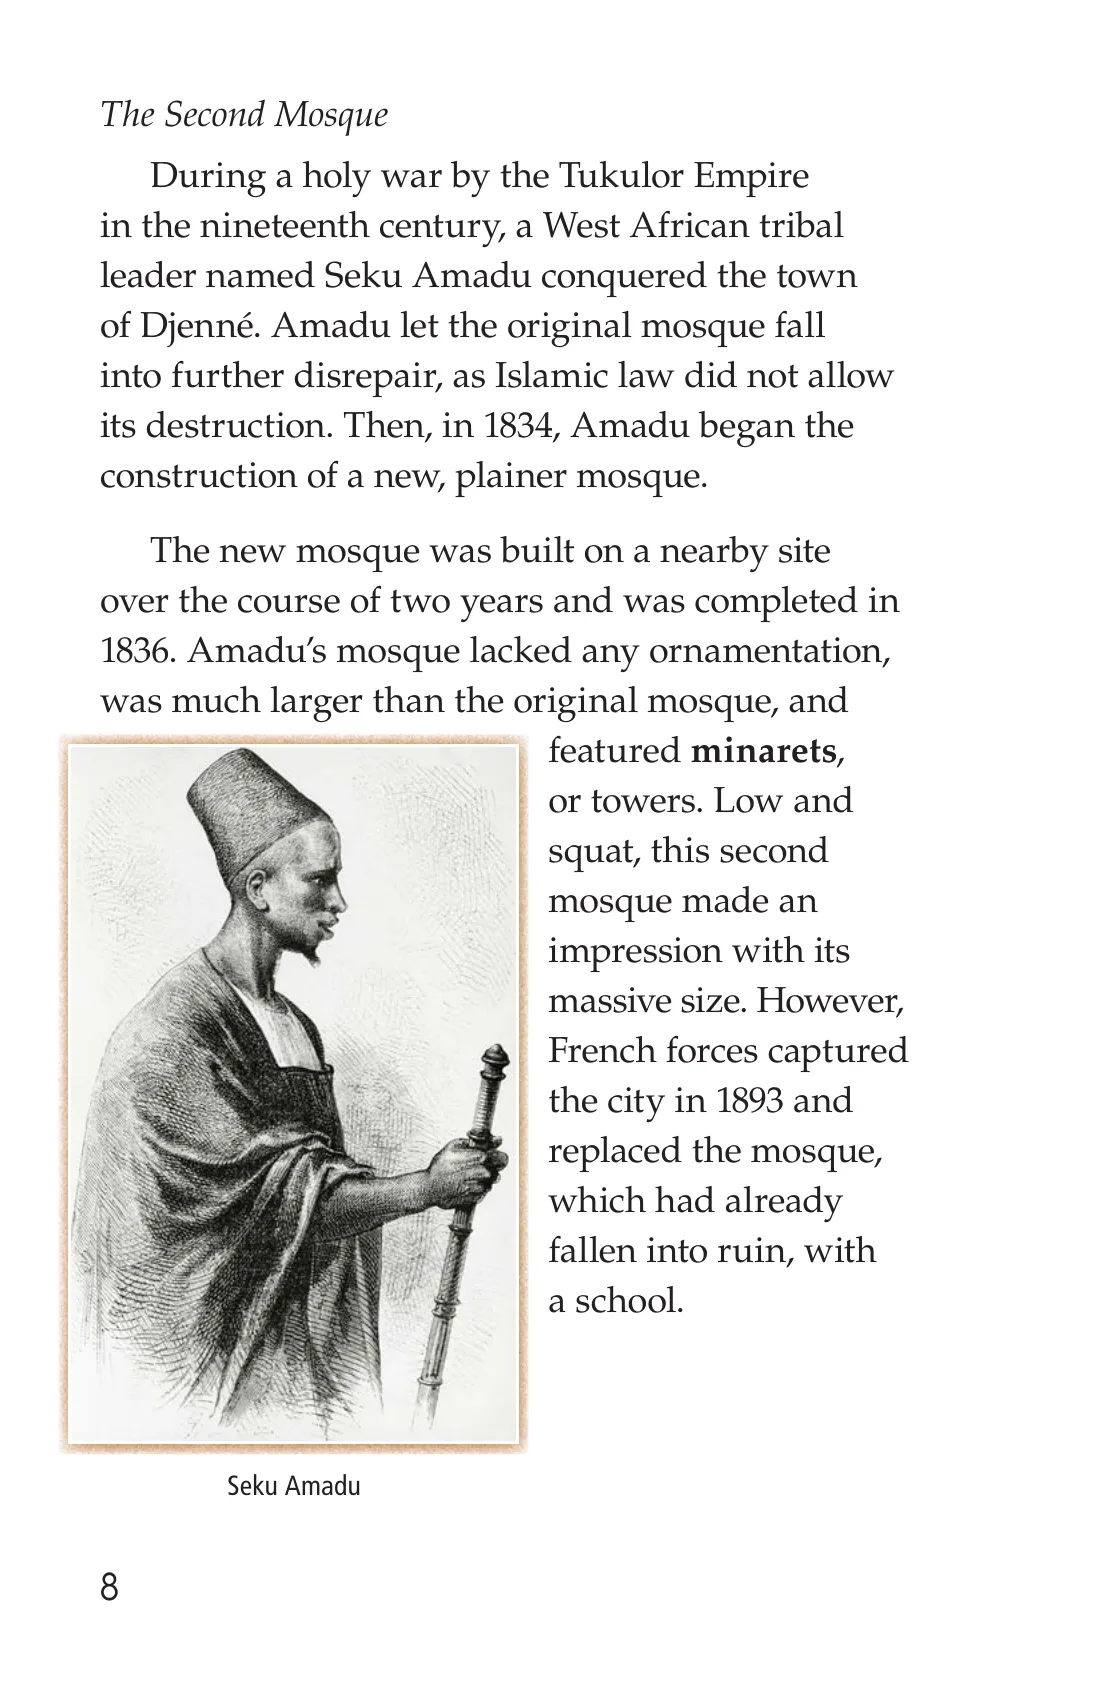 The Second Mosque
During a holy war by the Tukulor Empire
in the nineteenth century, a West African tribal
leader named Seku Amadu conquered the town
of Djenné. Amadu let the original mosque fall
into further disrepair, as Islamic law did not allow
its destruction. Then, in 1834, Amadu began the
construction of a new, plainer mosque.
The new mosque was built on a nearby site
over the course of two years and was completed in
1836. Amadu’s mosque lacked any ornamentation,
was much larger than the original mosque, and
featured minarets,
or towers. Low and
squat, this second
mosque made an
impression with its
massive size. However,
French forces captured
the city in 1893 and
replaced the mosque,
which had already
fallen into ruin, with
a school.
Seku Amadu
8